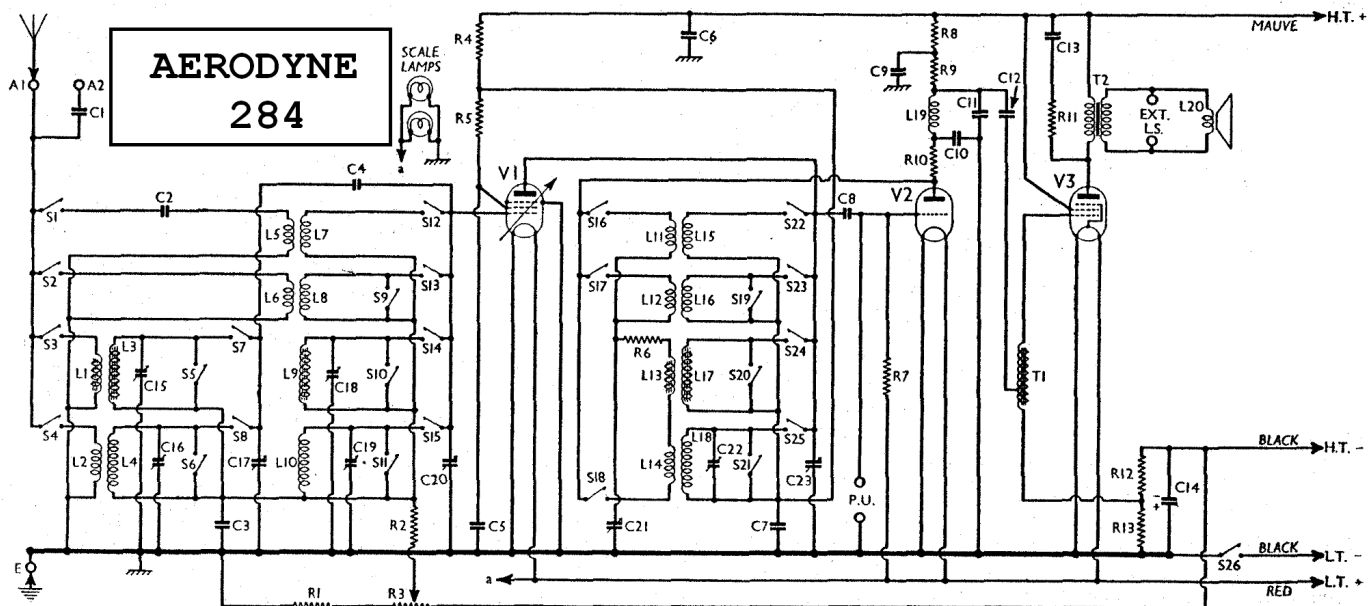 AERODYNE
284
SCALE
LAMPS
a
A1
A2
C1
R4
C6
R8
C13
MAUVE
H.T. +
C9
R9
C12
T2
R5
L19
C11
R11
EXT.
L.S.
L20
C10
R10
C4
V1
V2
V3
C2
C8
S1
L5
L7
S12
S16
L11
L15
S22
S2
L6
L8
S9
S13
S17
L12
L16
S19
S23
S3
L1
L3
C15
S5
S7
L9
C18
S10
S14
R6
L13
L17
S20
S24
R7
T1
S4
L2
L4
C16
S6
S8
C17
L10
C19
S11
S15
C20
S18
L14
L18
C22
S21
S25
C23
P.U.
R12
C14
-
+
BLACK
H.T. -
C3
R2
C5
C21
C7
R13
E
S26
BLACK
L.T. -
a
RED
L.T. +
R1
R3